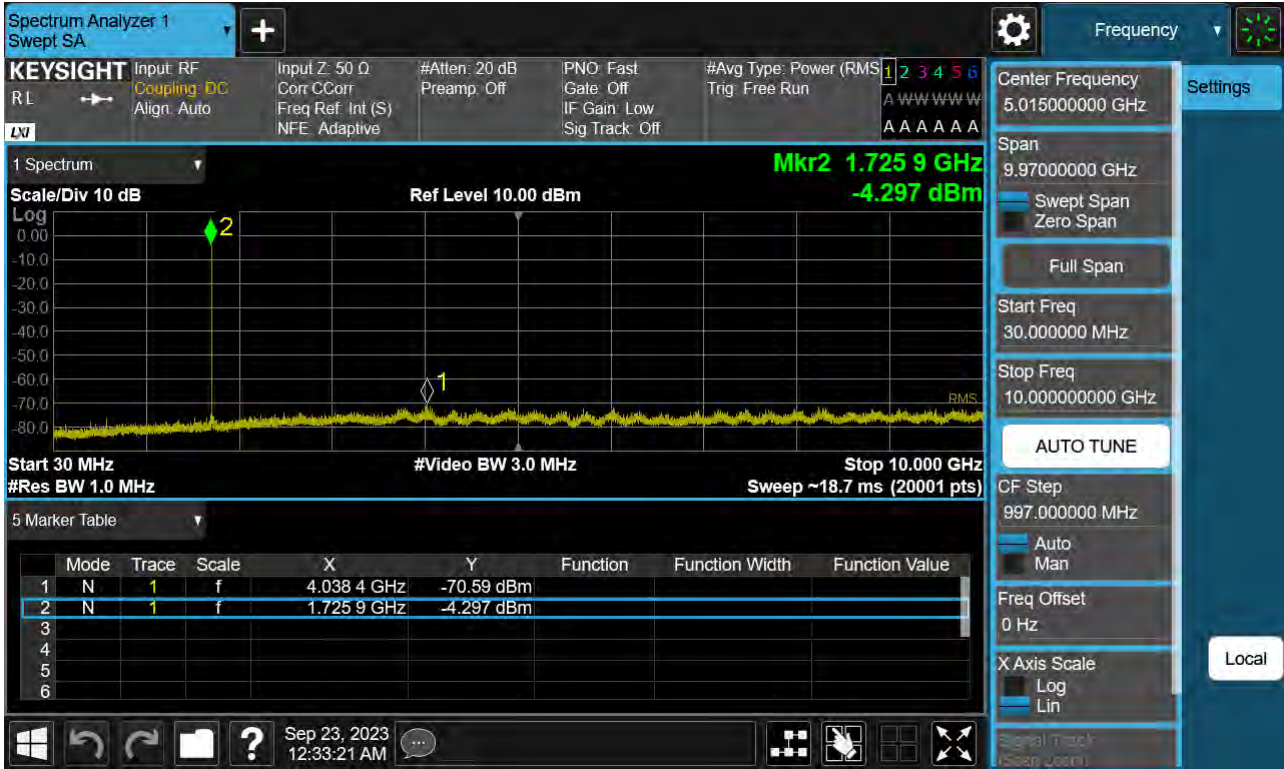 Spectrum Analyzer 1
Swept SA
Frequency
KEYSIGHT
RL
LXI
Input: RF
Coupling: DC
Align: Auto
Input Z: 50 Ω
Corr CCorr
Freq Ref: Int (S)
NFE: Adaptive
#Atten: 20 dB
Preamp: Off
PNO: Fast
Gate: Off
IF Gain: Low
Sig Track: Off
#Avg Type: Power (RMS
Trig: Free Run
1 2 3 4 5 6
A W W W W W
A A A A A A
1 Spectrum
Scale/Div 10 dB
Ref Level 10.00 dBm
Mkr2 1.725 9 GHz
-4.297 dBm
Log
0.00
-10.0
-20.0
-30.0
-40.0
-50.0
-60.0
-70.0
-80.0
2
1
RMS
Start 30 MHz
#Video BW 3.0 MHz
Stop 10.000 GHz
#Res BW 1.0 MHz
Sweep ~18.7 ms (20001 pts)
5 Marker Table
Mode Trace Scale X Y Function Function Width Function Value
1 N 1 f 4.038 4 GHz -70.59 dBm
2 N 1 f 1.725 9 GHz -4.297 dBm
3
4
5
6
Sep 23, 2023
12:33:21 AM
Center Frequency
5.015000000 GHz
Span
9.97000000 GHz
Swept Span
Zero Span
Full Span
Start Freq
30.000000 MHz
Stop Freq
10.000000000 GHz
AUTO TUNE
CF Step
997.000000 MHz
Auto
Man
Freq Offset
0 Hz
X Axis Scale
Log
Lin
Signal Track
(Span Zoom)
Settings
Local